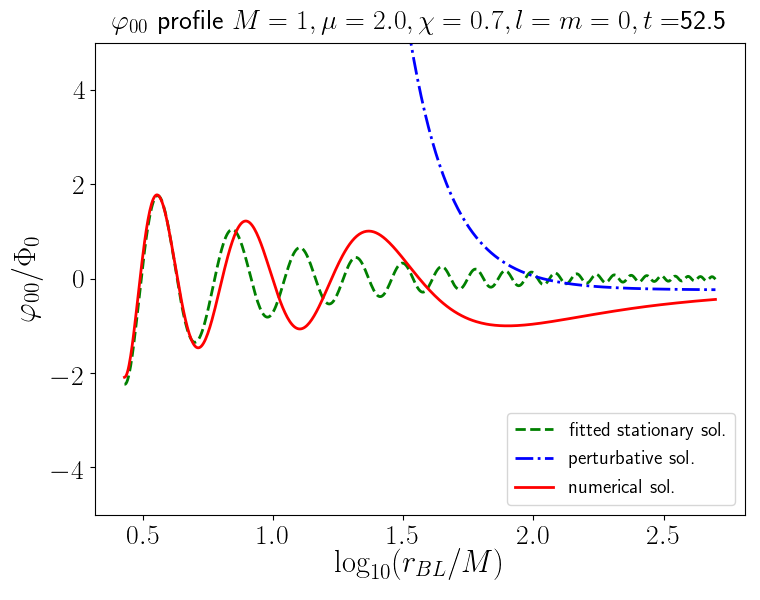 φ₀₀ profile M = 1, μ = 2.0, χ = 0.7, l = m = 0, t =52.5
φ₀₀/Φ₀
4
2
0
−2
−4
fitted stationary sol.
perturbative sol.
numerical sol.
0.5 1.0 1.5 2.0 2.5
log₁₀(r_BL/M)